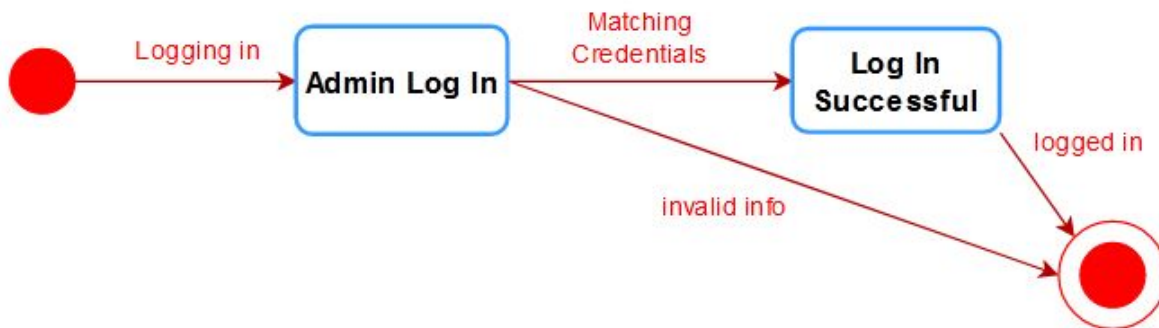 Logging in
Admin Log In
Matching
Credentials
Log In
Successful
logged in
invalid info